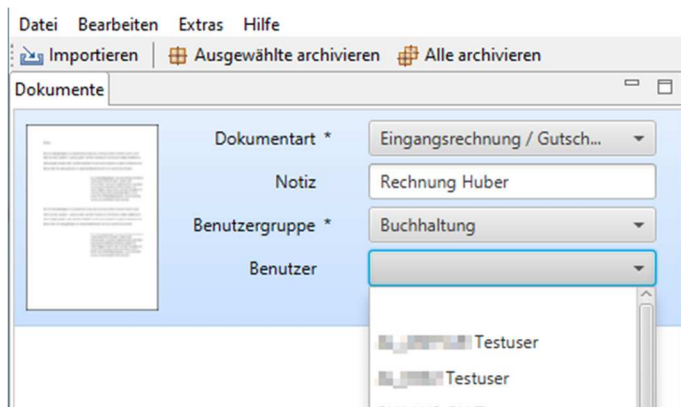 Datei Bearbeiten Extras Hilfe
Importieren Ausgewählte archivieren Alle archivieren
Dokumente
Dokumentart * Eingangsrechnung / Gutsch...
Notiz Rechnung Huber
Benutzergruppe * Buchhaltung
Benutzer
Testuser
Testuser